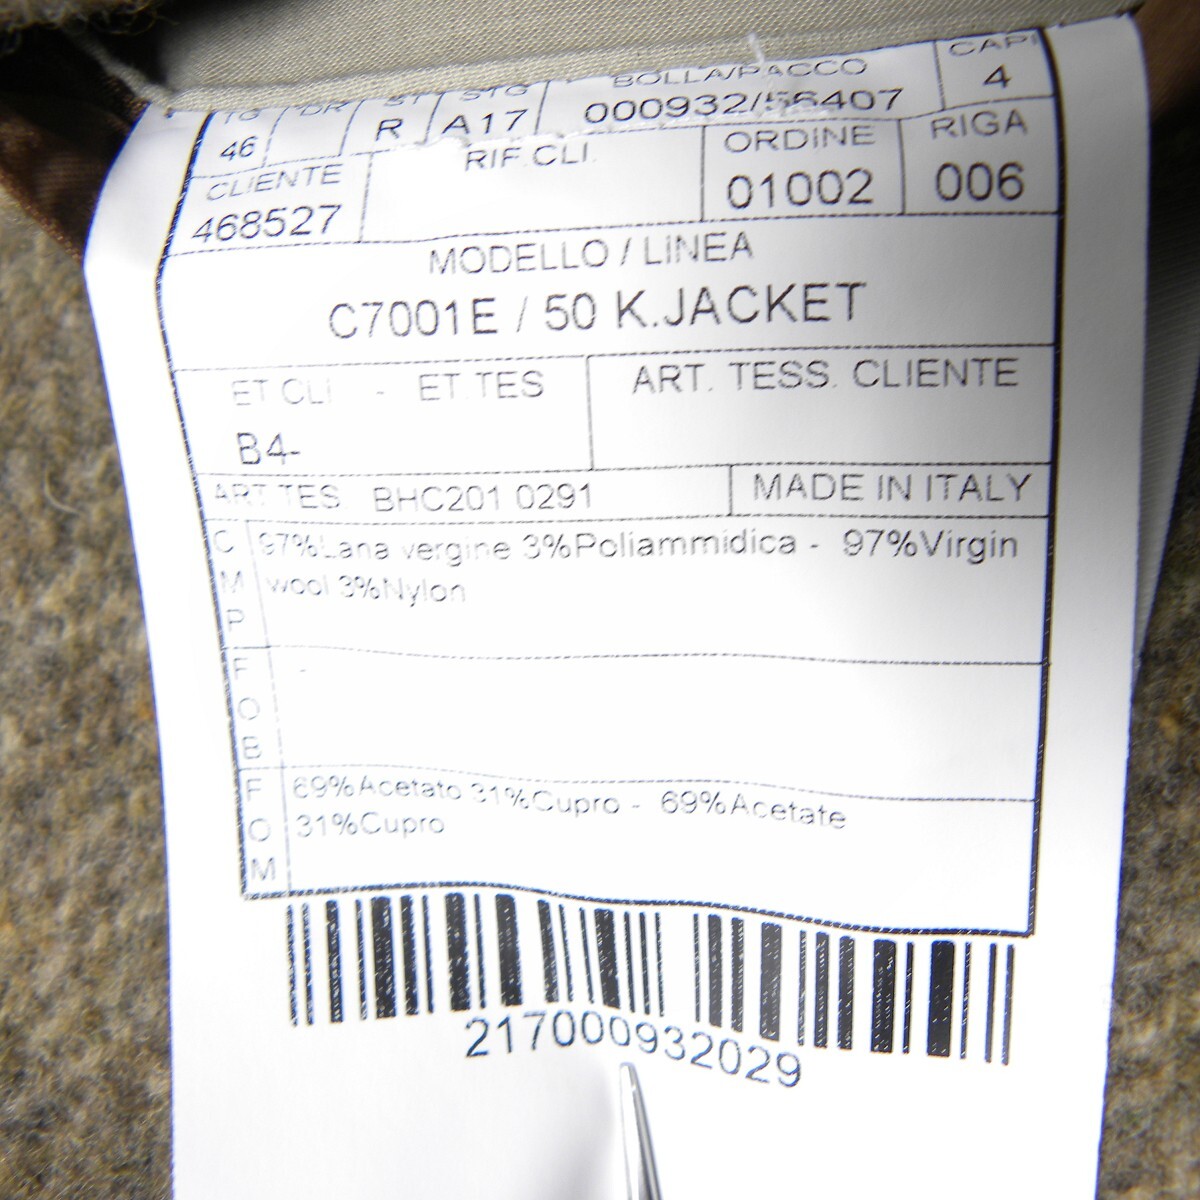 TG DR ST STG BOLLA/PACCO CAPI
46 R A17 000932/56407 4
CLIENTE RIF.CLI. ORDINE RIGA
468527 01002 006
MODELLO / LINEA
C7001E / 50 K.JACKET
ET CLI - ET.TES ART. TESS. CLIENTE
B4-
ART.TES. BHC201 0291 MADE IN ITALY
C M P
97%Lana vergine 3%Poliammidica - 97%Virgin
wool 3%Nylon
F O B
-
F O M
69%Acetato 31%Cupro - 69%Acetate
31%Cupro
217000932029